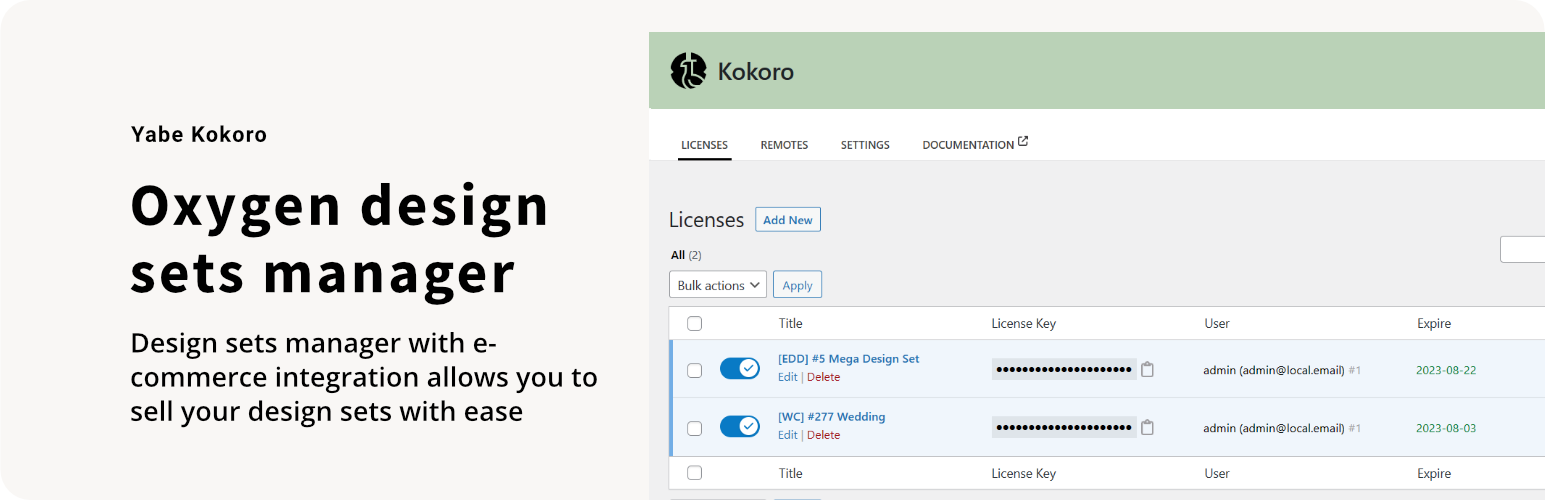 Yabe Kokoro
Oxygen design
sets manager
Design sets manager with e-
commerce integration allows you to
sell your design sets with ease
Kokoro
LICENSES REMOTES SETTINGS DOCUMENTATION
Licenses Add New
All (2)
Bulk actions Apply
Title License Key User Expire
[EDD] #5 Mega Design Set
Edit | Delete
••••••••••••••••••••• admin (admin@local.email) #1 2023-08-22
[WC] #277 Wedding
Edit | Delete
••••••••••••••••••••• admin (admin@local.email) #1 2023-08-03
Title License Key User Expire